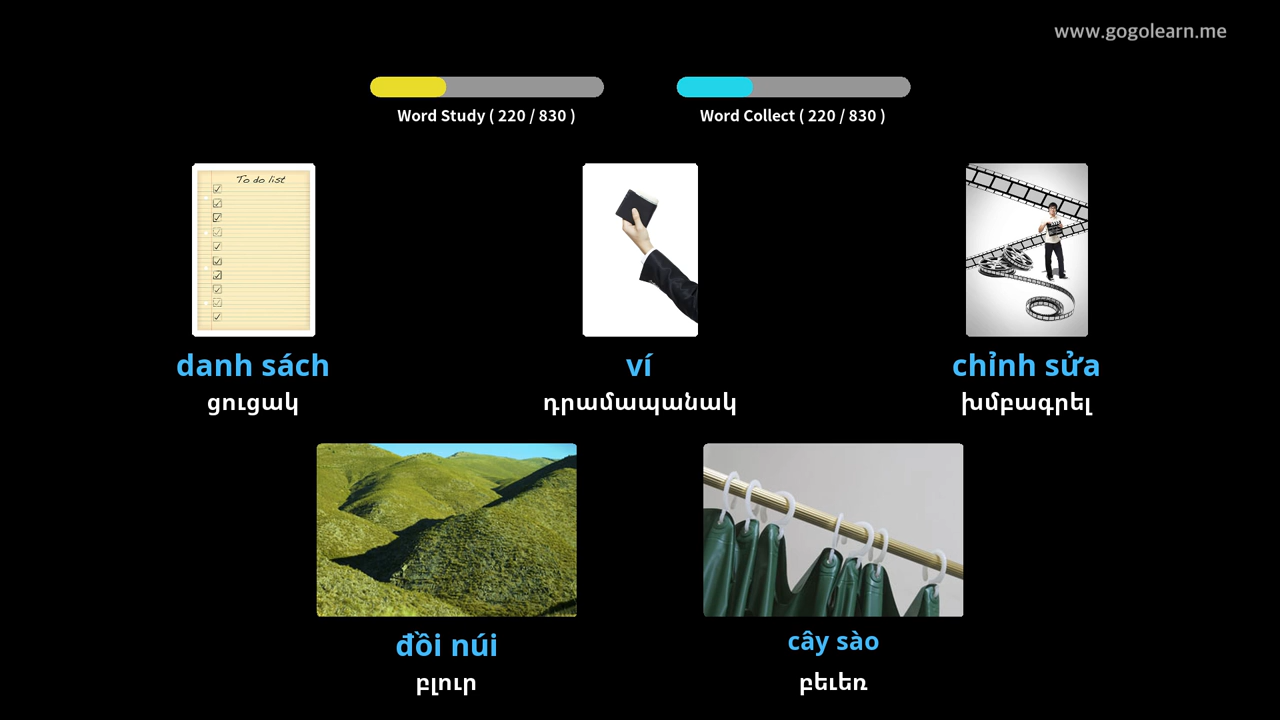 www.gogolearn.me
Word Study ( 220 / 830 )
Word Collect ( 220 / 830 )
To do list
danh sách
ցուցակ
ví
դրամապանակ
chỉnh sửa
խմբագրել
đồi núi
բլուր
cây sào
բեւեռ